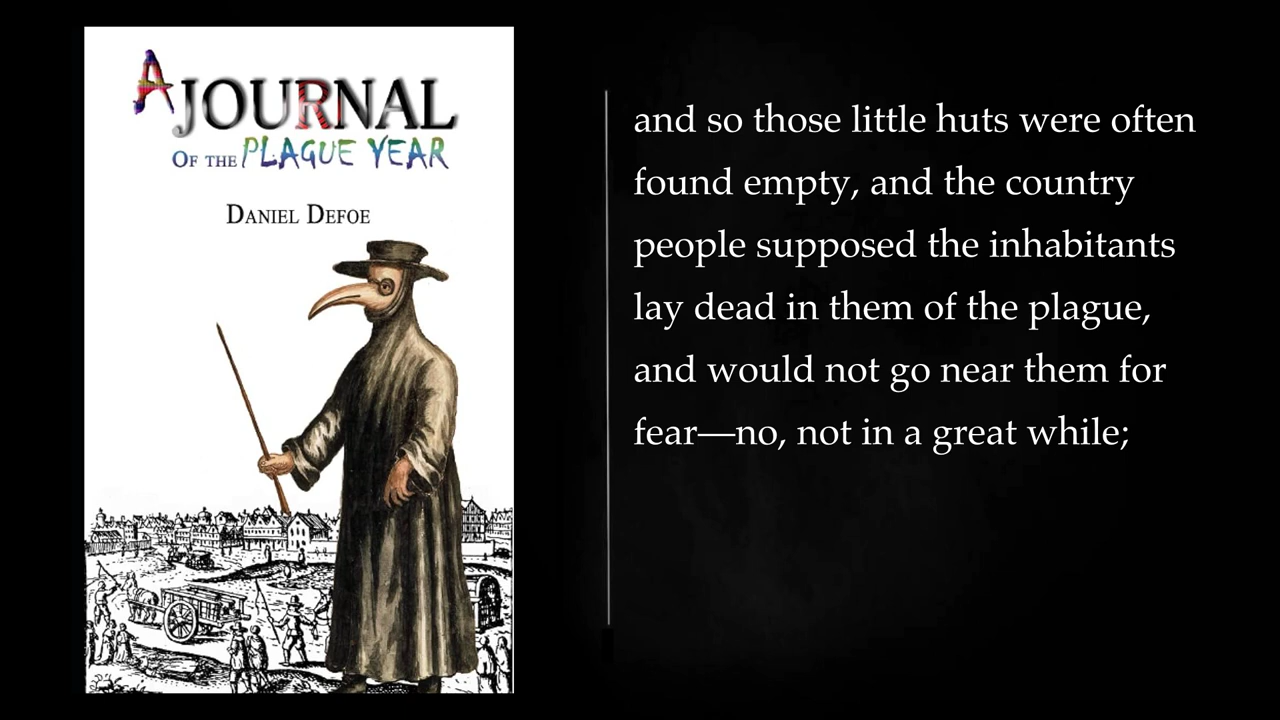 A JOURNAL
OF THE PLAGUE YEAR
DANIEL DEFOE
and so those little huts were often
found empty, and the country
people supposed the inhabitants
lay dead in them of the plague,
and would not go near them for
fear—no, not in a great while;